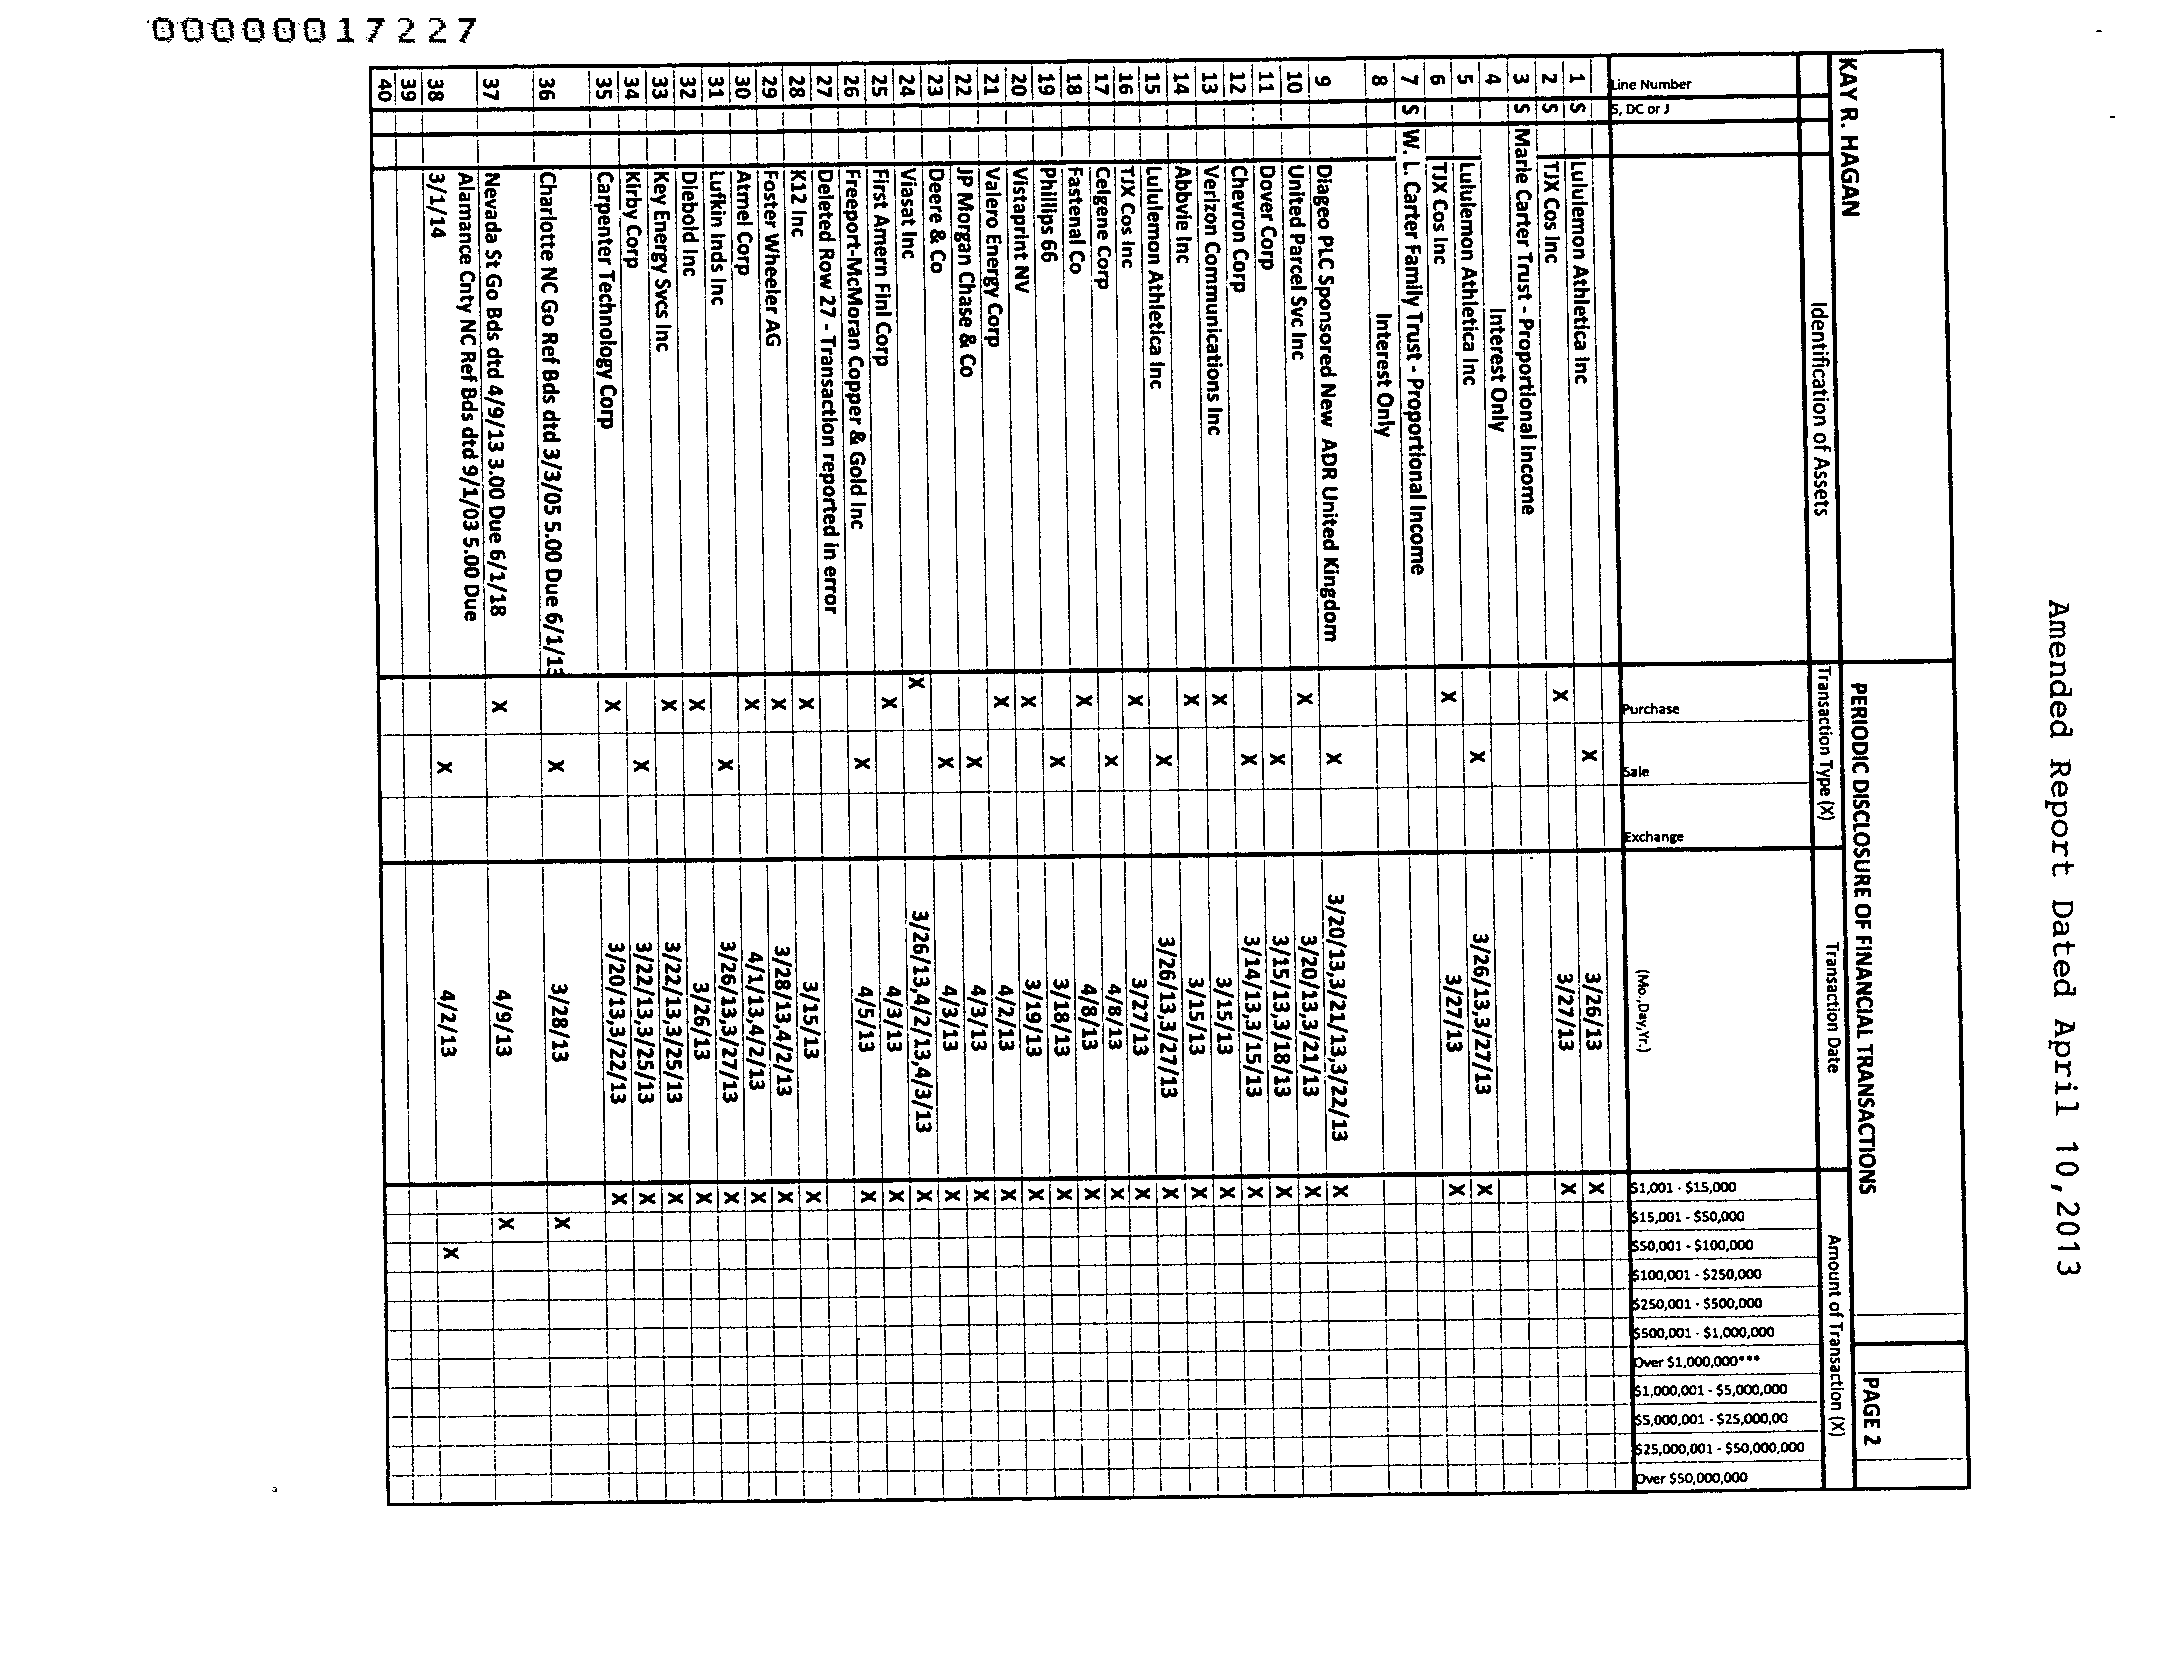 00000017227
Amended Report Dated April 10,2013
KAY R. HAGAN PERIODIC DISCLOSURE OF FINANCIAL TRANSACTIONS PAGE 2
Identification of Assets Transaction Type (X) Transaction Date Amount of Transaction (X)
Line Number S, DC or J Purchase Sale Exchange (Mo.,Day,Yr.) $1,001 - $15,000 $15,001 - $50,000 $50,001 - $100,000 $100,001 - $250,000 $250,001 - $500,000 $500,001 - $1,000,000 Over $1,000,000*** $1,000,001 - $5,000,000 $5,000,001 - $25,000,00 $25,000,001 - $50,000,000 Over $50,000,000
1 S Lululemon Athletica Inc X 3/26/13 X
2 S TJX Cos Inc X 3/27/13 X
3 S Marie Carter Trust - Proportional Income
4 Interest Only
5 Lululemon Athletica Inc X 3/26/13,3/27/13 X
6 TJX Cos Inc X 3/27/13 X
7 S W. L. Carter Family Trust - Proportional Income
8 Interest Only
9 Diageo PLC Sponsored New ADR United Kingdom X 3/20/13,3/21/13,3/22/13 X
10 United Parcel Svc Inc X 3/20/13,3/21/13 X
11 Dover Corp X 3/15/13,3/18/13 X
12 Chevron Corp X 3/14/13,3/15/13 X
13 Verizon Communications Inc X 3/15/13 X
14 Abbvie Inc X 3/15/13 X
15 Lululemon Athletica Inc X 3/26/13,3/27/13 X
16 TJX Cos Inc X 3/27/13 X
17 Celgene Corp X 4/8/13 X
18 Fastenal Co X 4/8/13 X
19 Phillips 66 X 3/18/13 X
20 Vistaprint NV X 3/19/13 X
21 Valero Energy Corp X 4/2/13 X
22 JP Morgan Chase & Co X 4/3/13 X
23 Deere & Co X 4/3/13 X
24 Viasat Inc X 3/26/13,4/2/13,4/3/13 X
25 First Amern Finl Corp X 4/3/13 X
26 Freeport-McMoran Copper & Gold Inc X 4/5/13 X
27 Deleted Row 27 - Transaction reported in error
28 K12 Inc X 3/15/13 X
29 Foster Wheeler AG X 3/28/13,4/2/13 X
30 Atmel Corp X 4/1/13,4/2/13 X
31 Lufkin Inds Inc X 3/26/13,3/27/13 X
32 Diebold Inc X 3/26/13 X
33 Key Energy Svcs Inc X 3/22/13,3/25/13 X
34 Kirby Corp X 3/22/13,3/25/13 X
35 Carpenter Technology Corp X 3/20/13,3/22/13 X
36 Charlotte NC Go Ref Bds dtd 3/3/05 5.00 Due 6/1/13 X 3/28/13 X
37 Nevada St Go Bds dtd 4/9/13 3.00 Due 6/1/18 X 4/9/13 X
Alamance Cnty NC Ref Bds dtd 9/1/03 5.00 Due
38 3/1/14 X 4/2/13 X
39
40